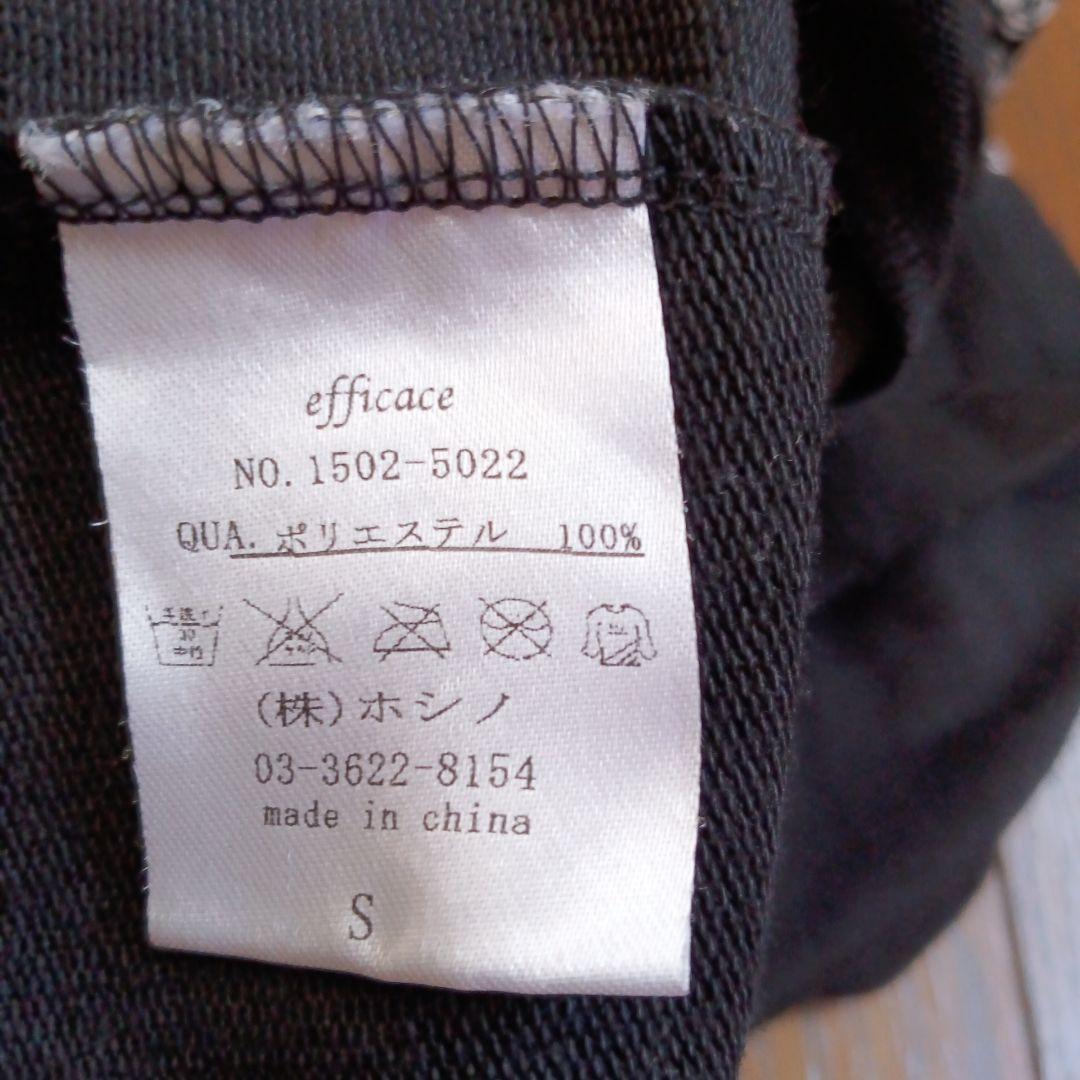 efficace
NO. 1502-5022
QUA. ポリエステル 100%
30
(株)ホシノ
03-3622-8154
made in china
S